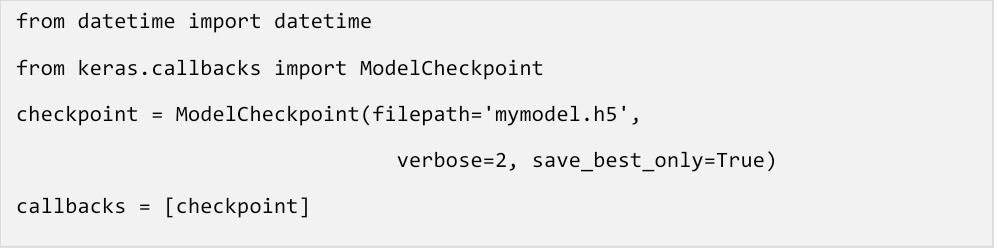 from datetime import datetime
from keras.callbacks import ModelCheckpoint
checkpoint = ModelCheckpoint(filepath='mymodel.h5',
                               verbose=2, save_best_only=True)
callbacks = [checkpoint]